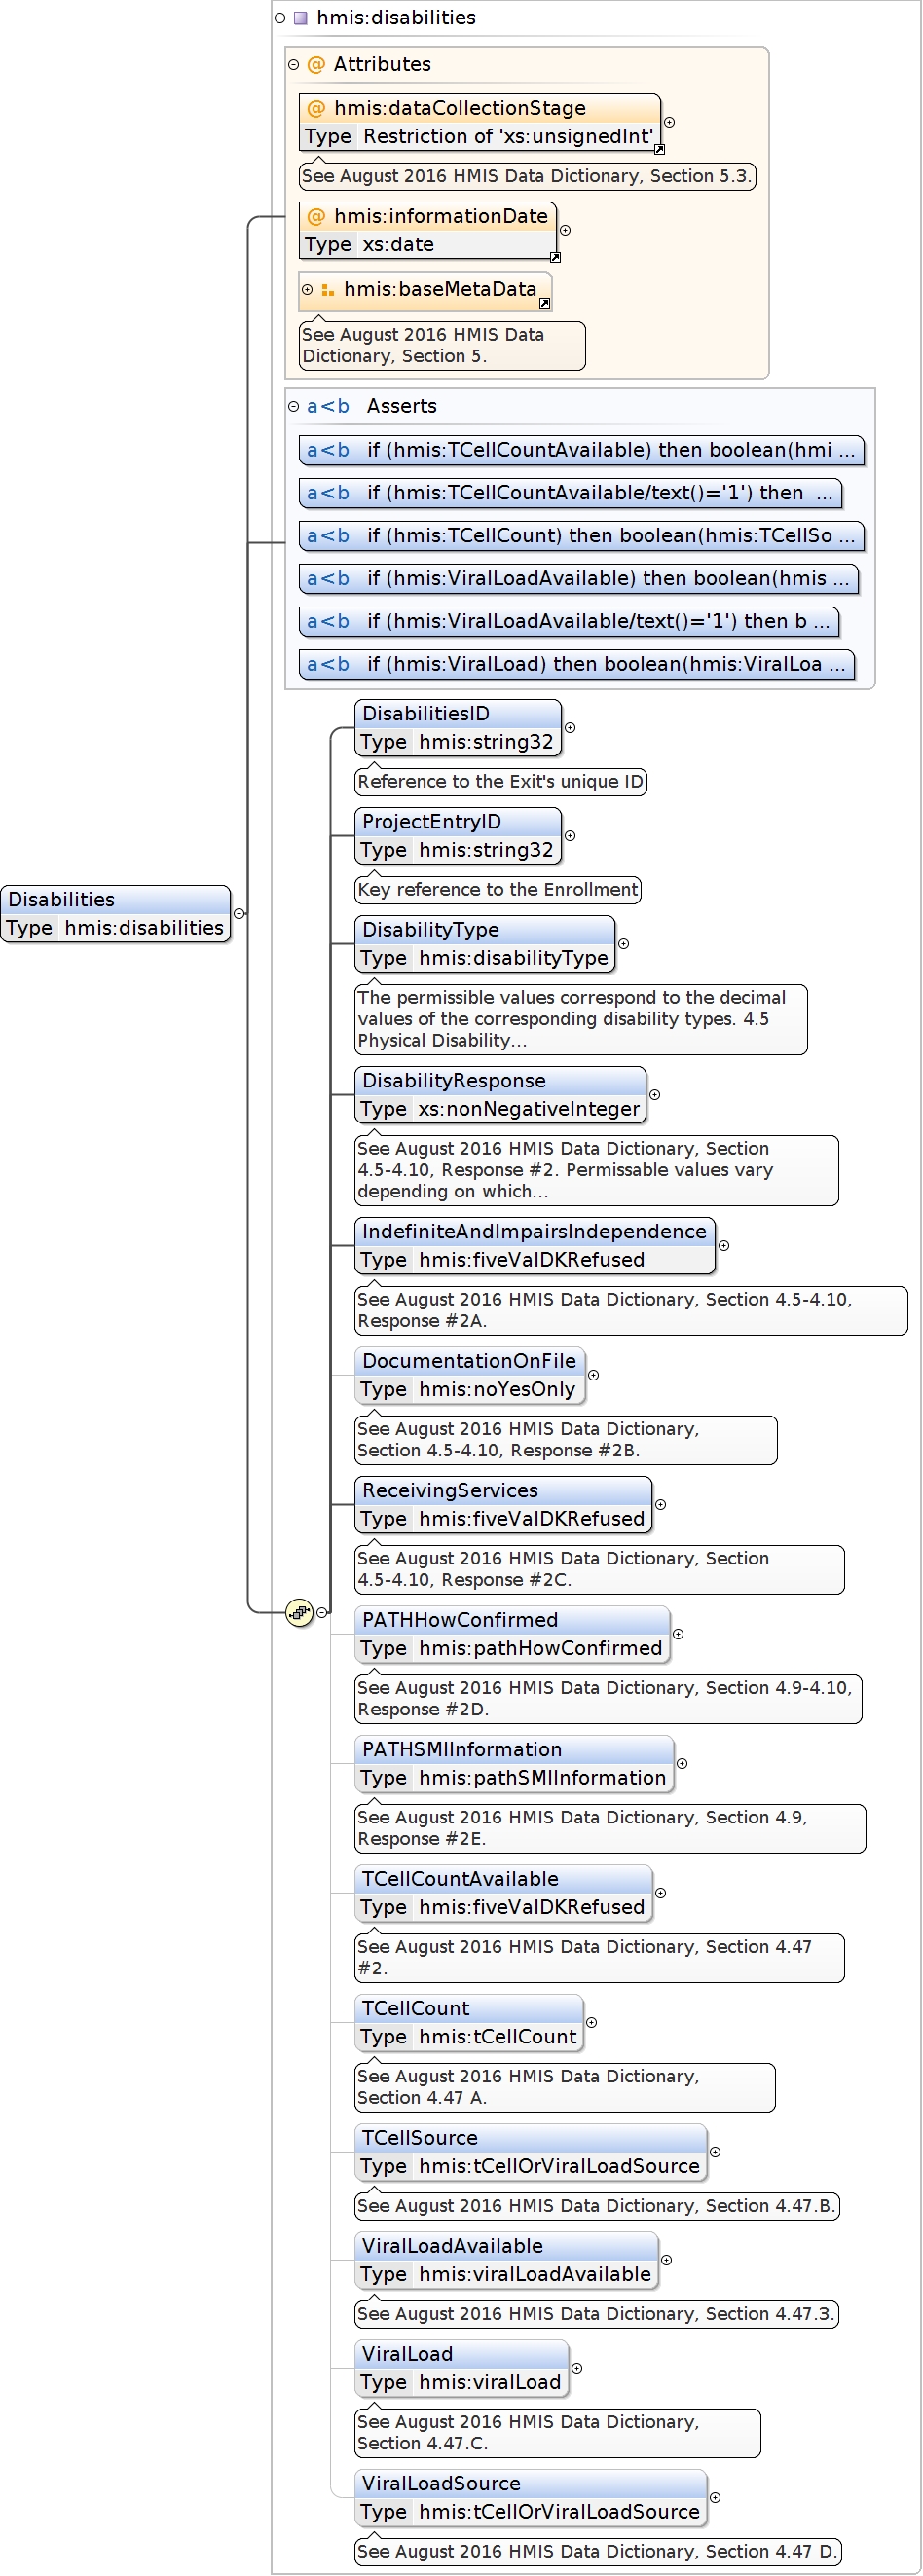 hmis:disabilities
@ Attributes
@ hmis:dataCollectionStage
Type Restriction of 'xs:unsignedInt'
See August 2016 HMIS Data Dictionary, Section 5.3.
@ hmis:informationDate
Type xs:date
hmis:baseMetaData
See August 2016 HMIS Data
Dictionary, Section 5.
a<b Asserts
a<b if (hmis:TCellCountAvailable) then boolean(hmi ...
a<b if (hmis:TCellCountAvailable/text()='1') then ...
a<b if (hmis:TCellCount) then boolean(hmis:TCellSo ...
a<b if (hmis:ViralLoadAvailable) then boolean(hmis ...
a<b if (hmis:ViralLoadAvailable/text()='1') then b ...
a<b if (hmis:ViralLoad) then boolean(hmis:ViralLoa ...
Disabilities
Type hmis:disabilities
DisabilitiesID
Type hmis:string32
Reference to the Exit's unique ID
ProjectEntryID
Type hmis:string32
Key reference to the Enrollment
DisabilityType
Type hmis:disabilityType
The permissible values correspond to the decimal
values of the corresponding disability types. 4.5
Physical Disability...
DisabilityResponse
Type xs:nonNegativeInteger
See August 2016 HMIS Data Dictionary, Section
4.5-4.10, Response #2. Permissable values vary
depending on which...
IndefiniteAndImpairsIndependence
Type hmis:fiveValDKRefused
See August 2016 HMIS Data Dictionary, Section 4.5-4.10,
Response #2A.
DocumentationOnFile
Type hmis:noYesOnly
See August 2016 HMIS Data Dictionary,
Section 4.5-4.10, Response #2B.
ReceivingServices
Type hmis:fiveValDKRefused
See August 2016 HMIS Data Dictionary, Section
4.5-4.10, Response #2C.
PATHHowConfirmed
Type hmis:pathHowConfirmed
See August 2016 HMIS Data Dictionary, Section 4.9-4.10,
Response #2D.
PATHSMIInformation
Type hmis:pathSMIInformation
See August 2016 HMIS Data Dictionary, Section 4.9,
Response #2E.
TCellCountAvailable
Type hmis:fiveValDKRefused
See August 2016 HMIS Data Dictionary, Section 4.47
#2.
TCellCount
Type hmis:tCellCount
See August 2016 HMIS Data Dictionary,
Section 4.47 A.
TCellSource
Type hmis:tCellOrViralLoadSource
See August 2016 HMIS Data Dictionary, Section 4.47.B.
ViralLoadAvailable
Type hmis:viralLoadAvailable
See August 2016 HMIS Data Dictionary, Section 4.47.3.
ViralLoad
Type hmis:viralLoad
See August 2016 HMIS Data Dictionary,
Section 4.47.C.
ViralLoadSource
Type hmis:tCellOrViralLoadSource
See August 2016 HMIS Data Dictionary, Section 4.47 D.